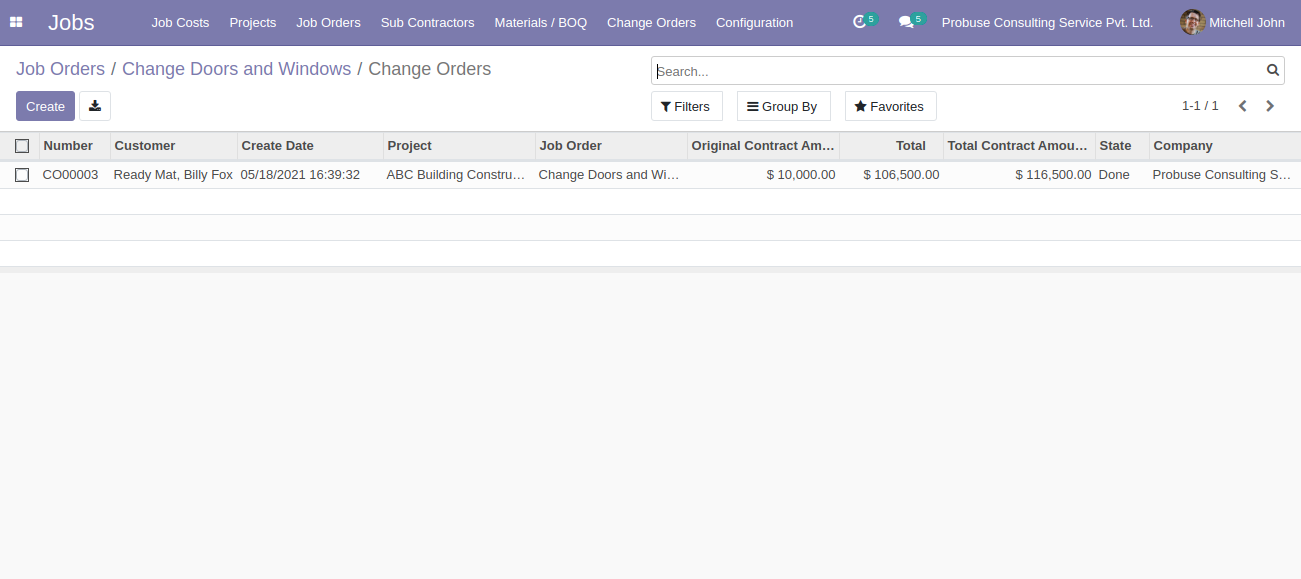 Jobs Job Costs Projects Job Orders Sub Contractors Materials / BOQ Change Orders Configuration 5 5 Probuse Consulting Service Pvt. Ltd. Mitchell John
Job Orders / Change Doors and Windows / Change Orders
Search...
Create Filters Group By Favorites 1-1 / 1
Number Customer Create Date Project Job Order Original Contract Am... Total Total Contract Amou... State Company
CO00003 Ready Mat, Billy Fox 05/18/2021 16:39:32 ABC Building Constru... Change Doors and Wi... $ 10,000.00 $ 106,500.00 $ 116,500.00 Done Probuse Consulting S...